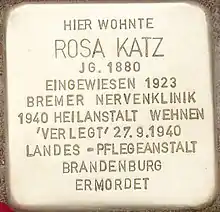 HIER WOHNTE
ROSA KATZ
JG. 1880
EINGEWIESEN 1923
BREMER NERVENKLINIK
1940 HEILANSTALT WEHNEN
'VERLEGT' 27.9.1940
LANDES-PFLEGEANSTALT
BRANDENBURG
ERMORDET